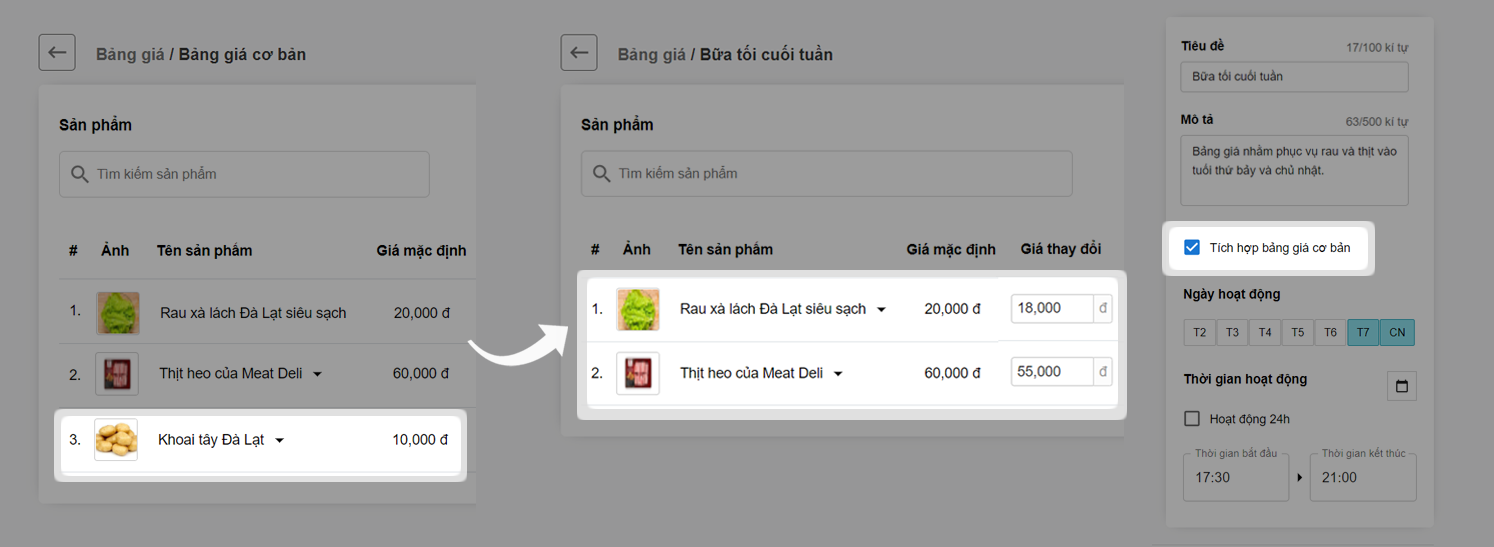 Bảng giá / Bảng giá cơ bản
Sản phẩm
Tìm kiếm sản phẩm
# Ảnh Tên sản phẩm Giá mặc định
1. Rau xà lách Đà Lạt siêu sạch 20,000 đ
2. Thịt heo của Meat Deli 60,000 đ
3. Khoai tây Đà Lạt 10,000 đ
Bảng giá / Bữa tối cuối tuần
Sản phẩm
Tìm kiếm sản phẩm
# Ảnh Tên sản phẩm Giá mặc định Giá thay đổi
1. Rau xà lách Đà Lạt siêu sạch 20,000 đ 18,000 đ
2. Thịt heo của Meat Deli 60,000 đ 55,000 đ
Tiêu đề 17/100 kí tự
Bữa tối cuối tuần
Mô tả 63/500 kí tự
Bảng giá nhằm phục vụ rau và thịt vào
tuối thứ bảy và chủ nhật.
Tích hợp bảng giá cơ bản
Ngày hoạt động
T2 T3 T4 T5 T6 T7 CN
Thời gian hoạt động
Hoạt động 24h
Thời gian bắt đầu Thời gian kết thúc
17:30 21:00